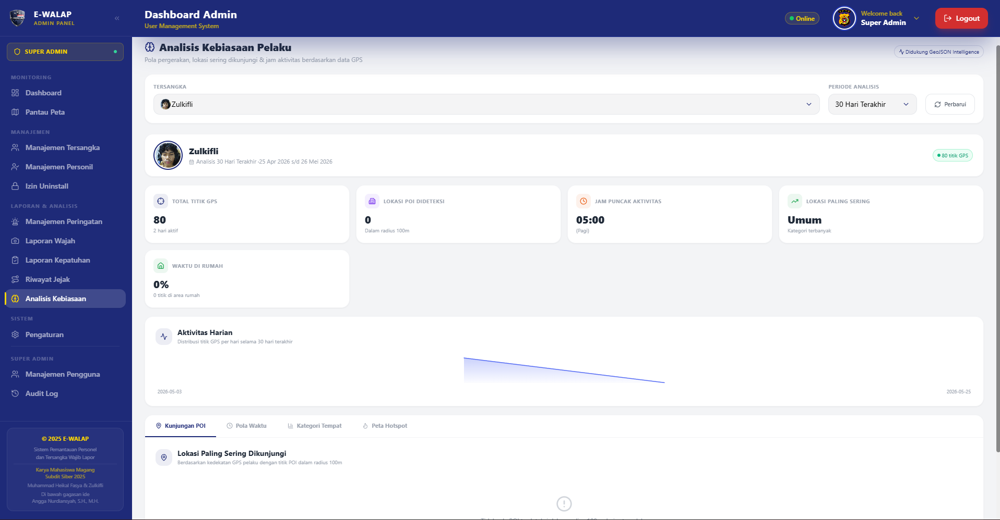 E-WALAP
ADMIN PANEL
«
SUPER ADMIN
MONITORING
Dashboard
Pantau Peta
MANAJEMEN
Manajemen Tersangka
Manajemen Personil
Izin Uninstall
LAPORAN & ANALISIS
Manajemen Peringatan
Laporan Wajah
Laporan Kepatuhan
Riwayat Jejak
Analisis Kebiasaan
SISTEM
Pengaturan
SUPER ADMIN
Manajemen Pengguna
Audit Log
© 2025 E-WALAP
Sistem Pemantauan Personel
dan Tersangka Wajib Lapor
Karya Mahasiswa Magang
Subdit Siber 2025
Muhammad Heikal Fasya & Zulkifli
Di bawah gagasan ide
Angga Nurdiansyah, S.H., M.H.
Dashboard Admin
User Management System
Online
Welcome back
Super Admin
Logout
Analisis Kebiasaan Pelaku
Pola pergerakan, lokasi sering dikunjungi & jam aktivitas berdasarkan data GPS
Didukung GeoJSON Intelligence
TERSANGKA
Zulkifli
PERIODE ANALISIS
30 Hari Terakhir
Perbarui
Zulkifli
Analisis 30 Hari Terakhir ·25 Apr 2026 s/d 26 Mei 2026
80 titik GPS
TOTAL TITIK GPS
80
2 hari aktif
LOKASI POI DIDETEKSI
0
Dalam radius 100m
JAM PUNCAK AKTIVITAS
05:00
(Pagi)
LOKASI PALING SERING
Umum
Kategori terbanyak
WAKTU DI RUMAH
0%
0 titik di area rumah
Aktivitas Harian
Distribusi titik GPS per hari selama 30 hari terakhir
2026-05-03
2026-05-25
Kunjungan POI
Pola Waktu
Kategori Tempat
Peta Hotspot
Lokasi Paling Sering Dikunjungi
Berdasarkan kedekatan GPS pelaku dengan titik POI dalam radius 100m